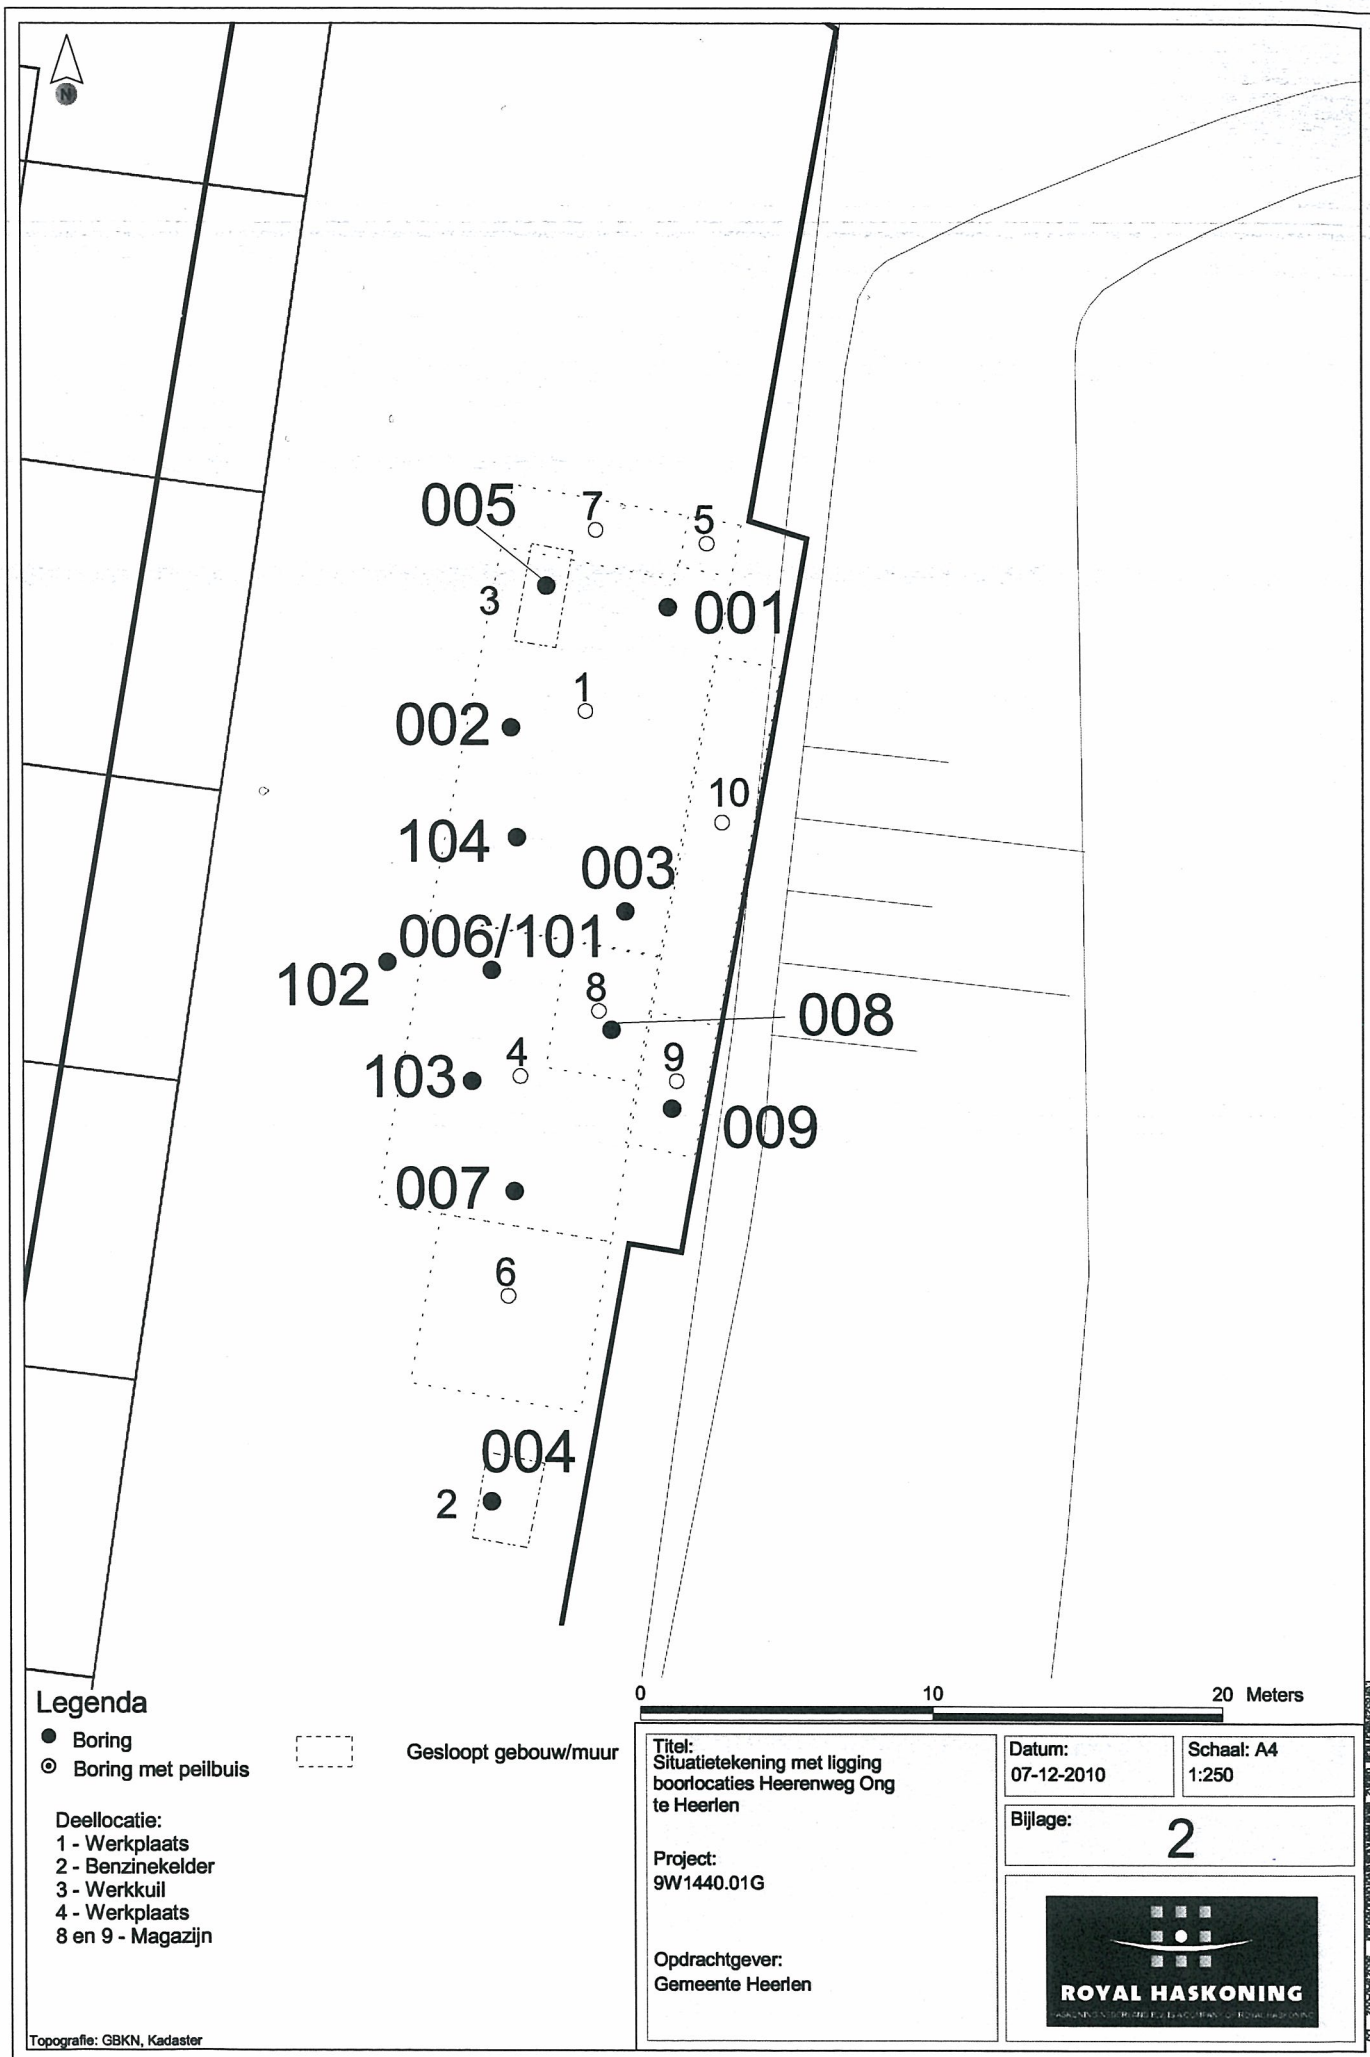 N
005
7
5
3
001
1
002
10
104
003
006/101
102
8
008
103
4
9
009
007
6
004
2
Legenda
Boring
Boring met peilbuis
Gesloopt gebouw/muur
Deellocatie:
1 - Werkplaats
2 - Benzinekelder
3 - Werkkuil
4 - Werkplaats
8 en 9 - Magazijn
Topografie: GBKN, Kadaster
0 10 20 Meters
Titel:
Situatietekening met ligging
boorlocaties Heerenweg Ong
te Heerlen
Project:
9W1440.01G
Opdrachtgever:
Gemeente Heerlen
Datum:
07-12-2010
Schaal: A4
1:250
Bijlage:
2
ROYAL HASKONING